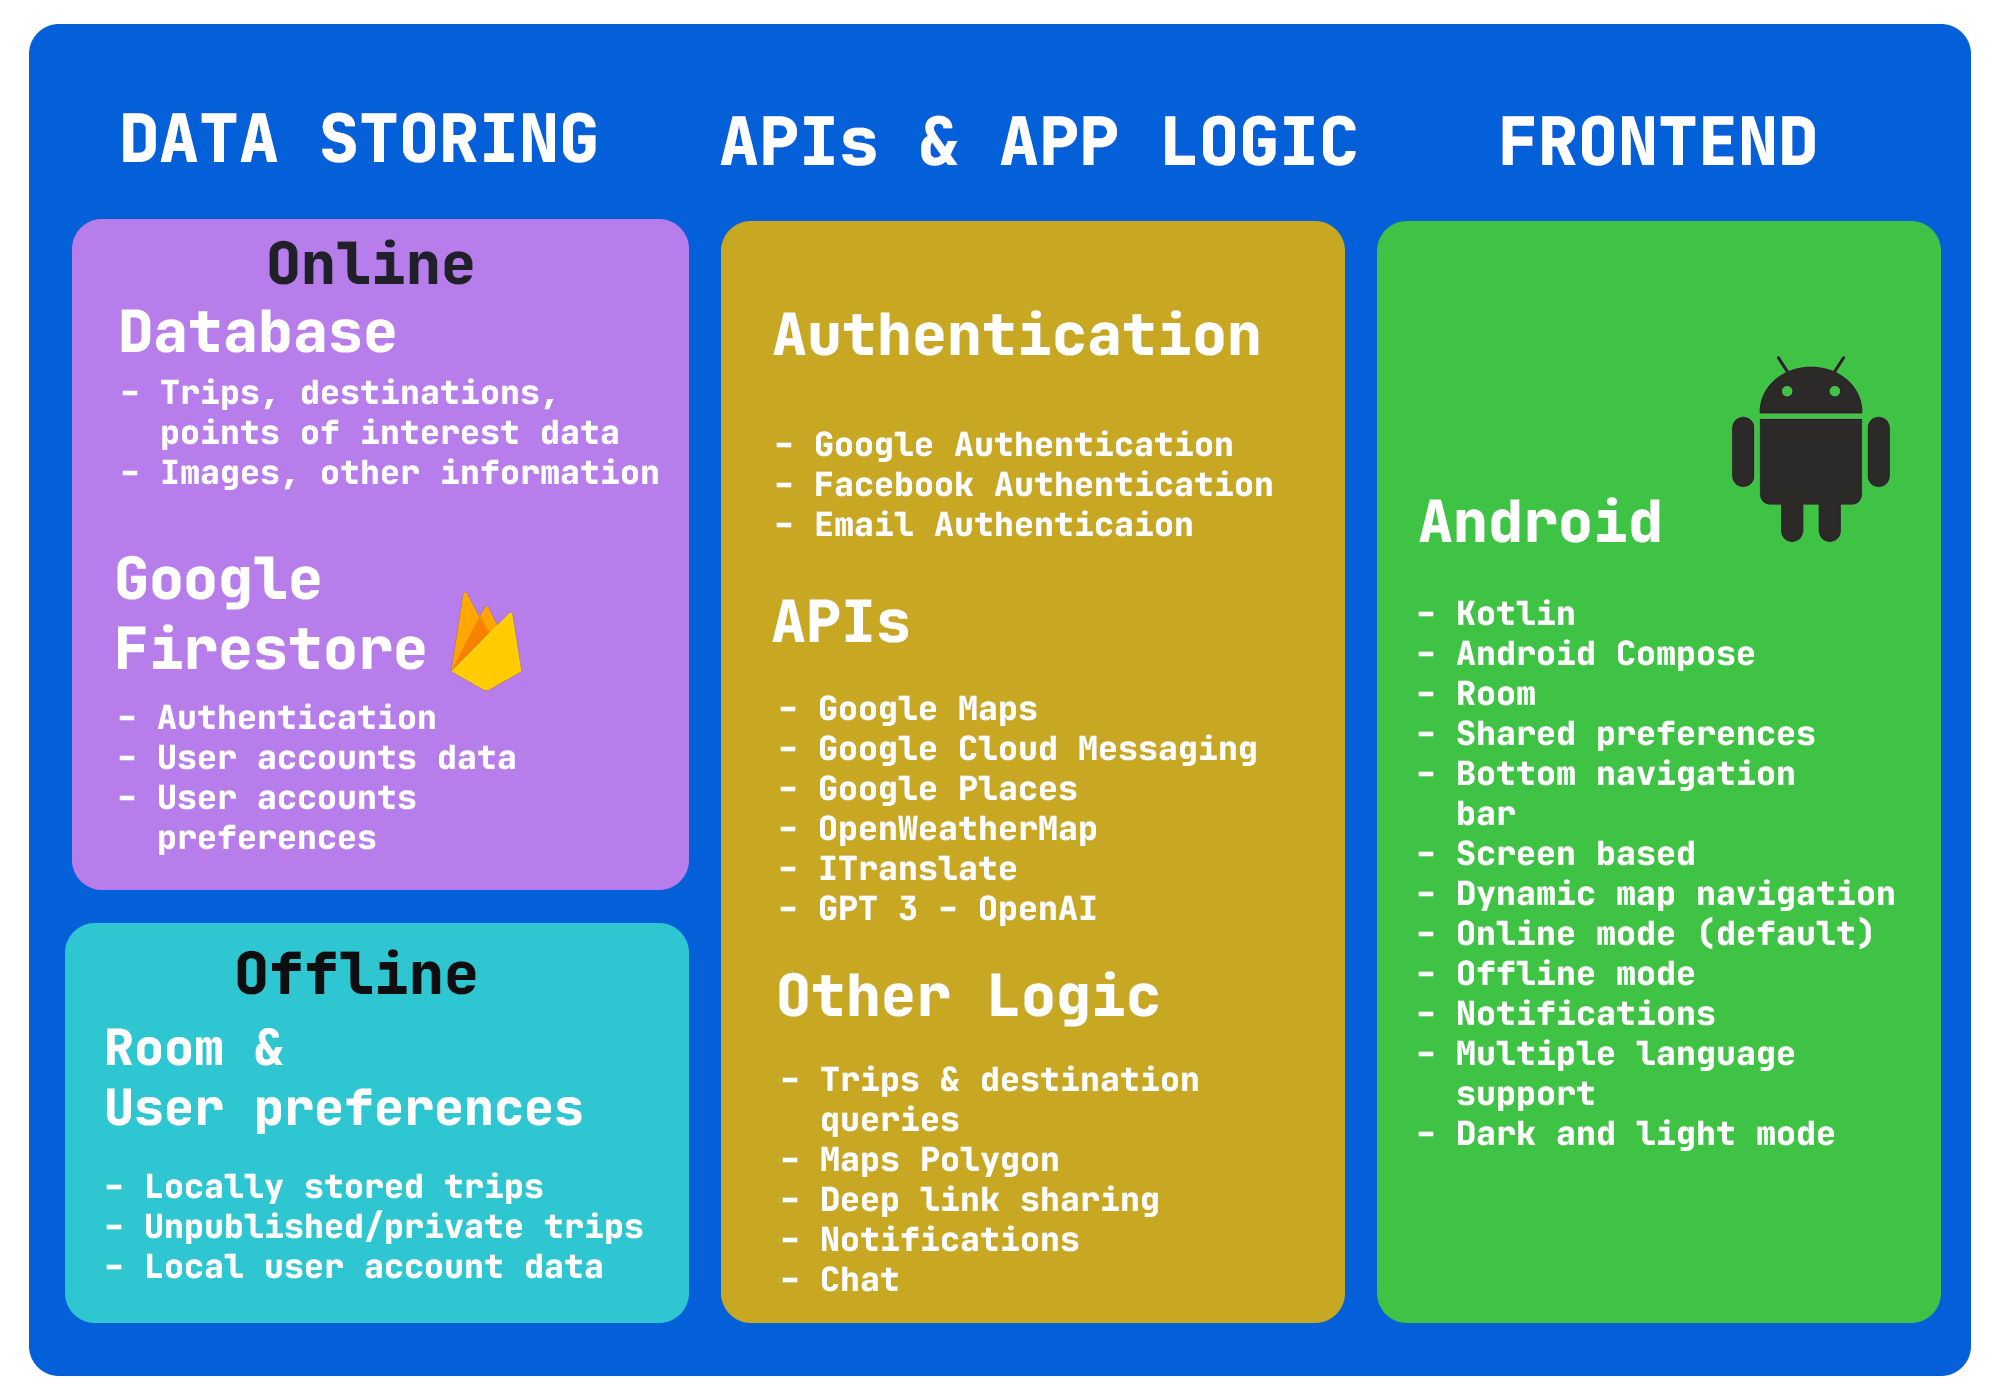 DATA STORING
Online
Database
- Trips, destinations,
points of interest data
- Images, other information
Google
Firestore
- Authentication
- User accounts data
- User accounts
preferences
Offline
Room &
User preferences
- Locally stored trips
- Unpublished/private trips
- Local user account data
APIs & APP LOGIC
Authentication
- Google Authentication
- Facebook Authentication
- Email Authenticaion
APIs
- Google Maps
- Google Cloud Messaging
- Google Places
- OpenWeatherMap
- ITranslate
- GPT 3 - OpenAI
Other Logic
- Trips & destination
queries
- Maps Polygon
- Deep link sharing
- Notifications
- Chat
FRONTEND
Android
- Kotlin
- Android Compose
- Room
- Shared preferences
- Bottom navigation
bar
- Screen based
- Dynamic map navigation
- Online mode (default)
- Offline mode
- Notifications
- Multiple language
support
- Dark and light mode